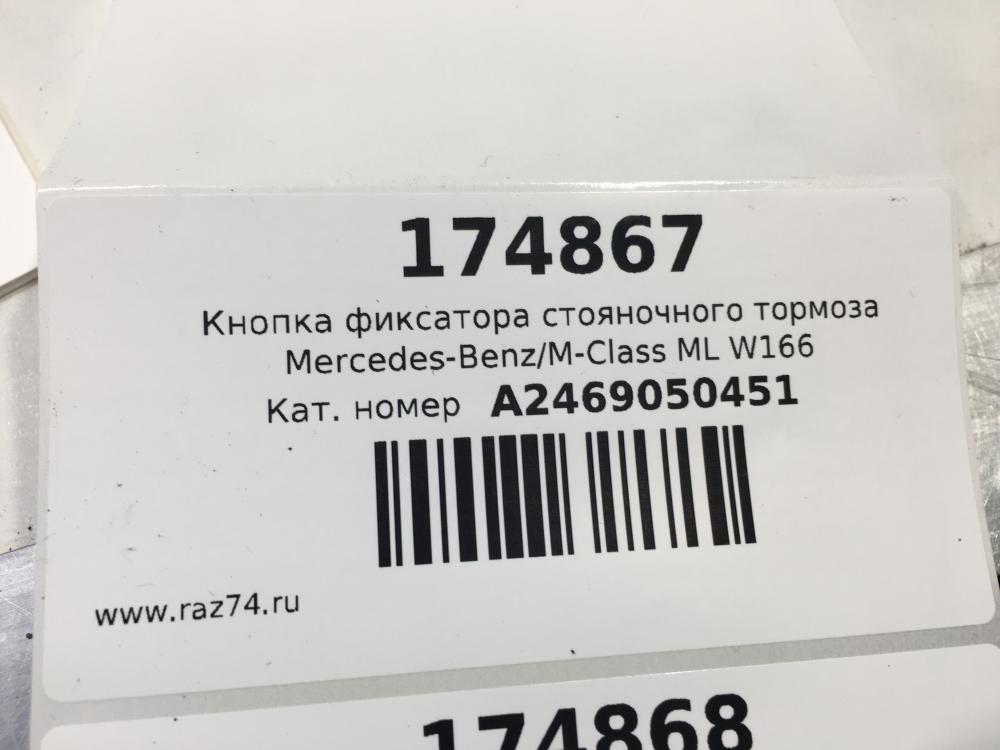 174867
Кнопка фиксатора стояночного тормоза
Mercedes-Benz/M-Class ML W166
Кат. номер A2469050451
www.raz74.ru
174868